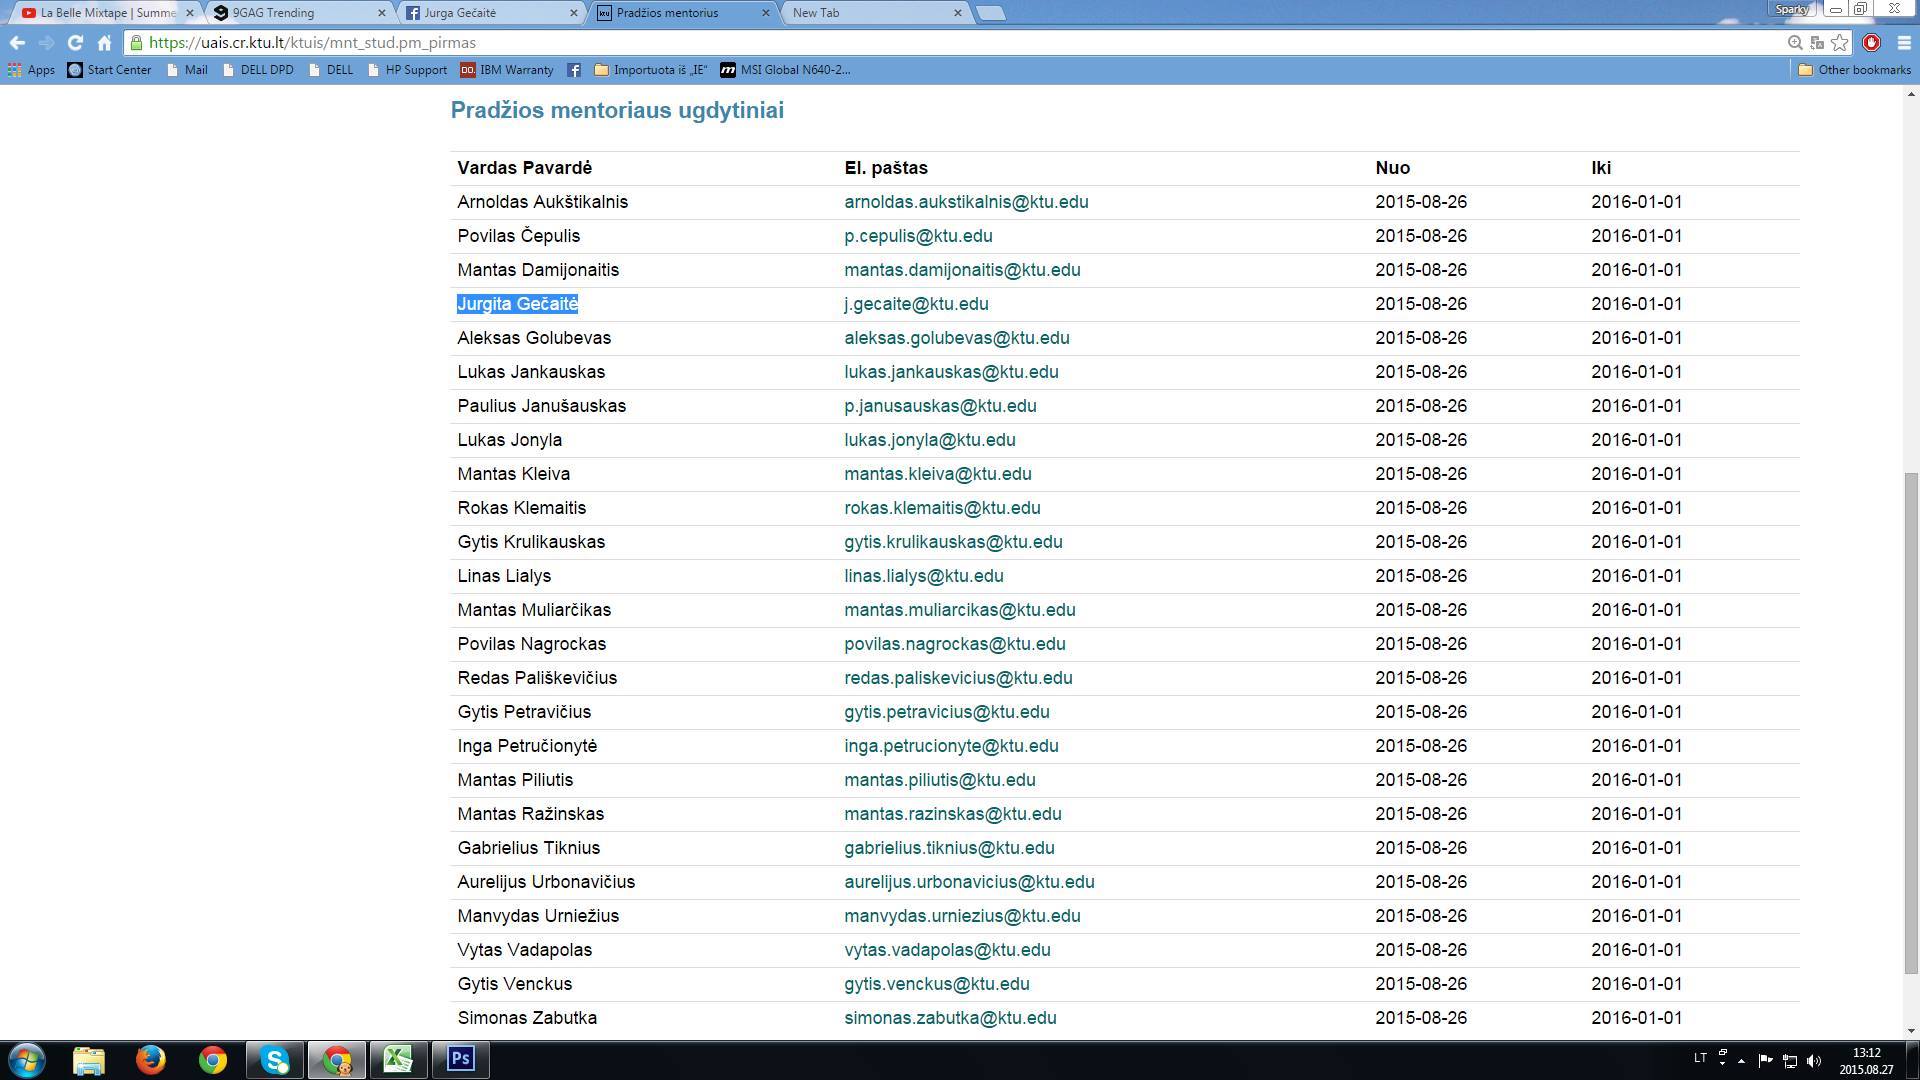 La Belle Mixtape | Summe
9GAG Trending
Jurga Gečaitė
Pradžios mentorius
New Tab
Sparky
https://uais.cr.ktu.lt/ktuis/mnt_stud.pm_pirmas
Apps Start Center Mail DELL DPD DELL HP Support IBM Warranty Importuota iš „IE“ MSI Global N640-2... Other bookmarks
Pradžios mentoriaus ugdytiniai
Vardas Pavardė El. paštas Nuo Iki
Arnoldas Aukštikalnis arnoldas.aukstikalnis@ktu.edu 2015-08-26 2016-01-01
Povilas Čepulis p.cepulis@ktu.edu 2015-08-26 2016-01-01
Mantas Damijonaitis mantas.damijonaitis@ktu.edu 2015-08-26 2016-01-01
Jurgita Gečaitė j.gecaite@ktu.edu 2015-08-26 2016-01-01
Aleksas Golubevas aleksas.golubevas@ktu.edu 2015-08-26 2016-01-01
Lukas Jankauskas lukas.jankauskas@ktu.edu 2015-08-26 2016-01-01
Paulius Janušauskas p.janusauskas@ktu.edu 2015-08-26 2016-01-01
Lukas Jonyla lukas.jonyla@ktu.edu 2015-08-26 2016-01-01
Mantas Kleiva mantas.kleiva@ktu.edu 2015-08-26 2016-01-01
Rokas Klemaitis rokas.klemaitis@ktu.edu 2015-08-26 2016-01-01
Gytis Krulikauskas gytis.krulikauskas@ktu.edu 2015-08-26 2016-01-01
Linas Lialys linas.lialys@ktu.edu 2015-08-26 2016-01-01
Mantas Muliarčikas mantas.muliarcikas@ktu.edu 2015-08-26 2016-01-01
Povilas Nagrockas povilas.nagrockas@ktu.edu 2015-08-26 2016-01-01
Redas Pališkevičius redas.paliskevicius@ktu.edu 2015-08-26 2016-01-01
Gytis Petravičius gytis.petravicius@ktu.edu 2015-08-26 2016-01-01
Inga Petručionytė inga.petrucionyte@ktu.edu 2015-08-26 2016-01-01
Mantas Piliutis mantas.piliutis@ktu.edu 2015-08-26 2016-01-01
Mantas Ražinskas mantas.razinskas@ktu.edu 2015-08-26 2016-01-01
Gabrielius Tiknius gabrielius.tiknius@ktu.edu 2015-08-26 2016-01-01
Aurelijus Urbonavičius aurelijus.urbonavicius@ktu.edu 2015-08-26 2016-01-01
Manvydas Urniežius manvydas.urniezius@ktu.edu 2015-08-26 2016-01-01
Vytas Vadapolas vytas.vadapolas@ktu.edu 2015-08-26 2016-01-01
Gytis Venckus gytis.venckus@ktu.edu 2015-08-26 2016-01-01
Simonas Zabutka simonas.zabutka@ktu.edu 2015-08-26 2016-01-01
Ps
LT
13:12
2015.08.27